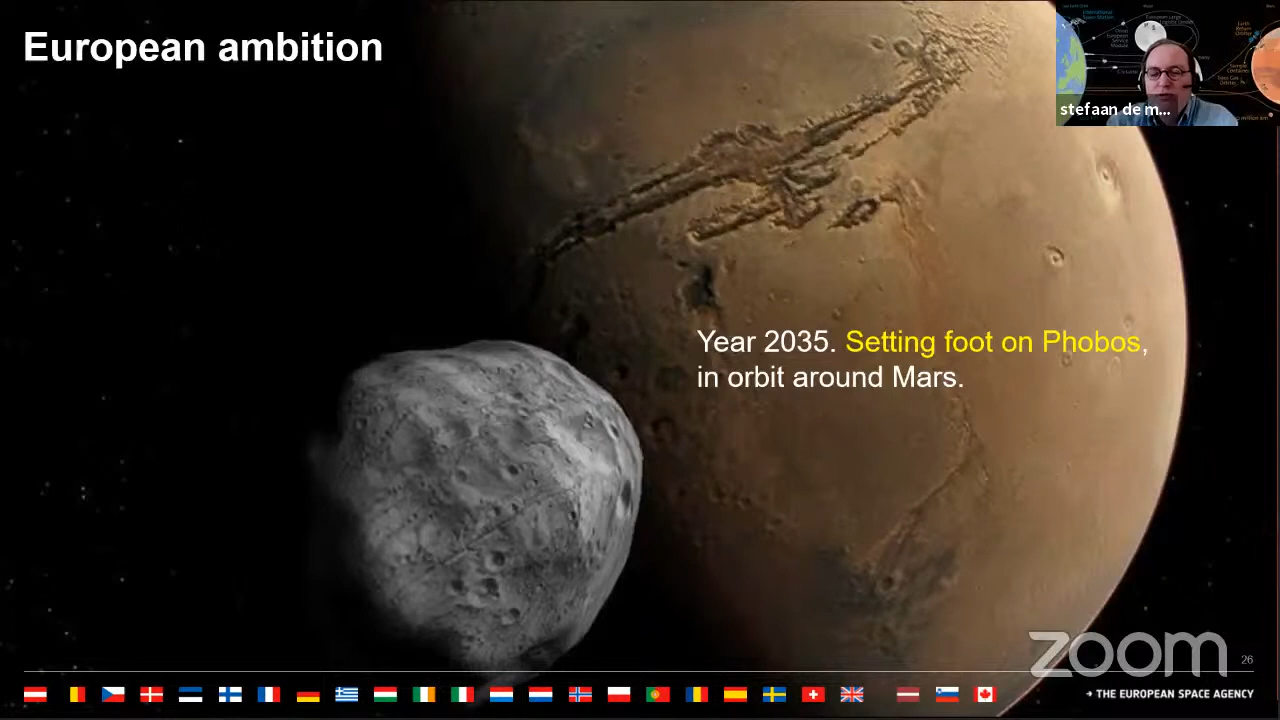 European ambition
Year 2035. Setting foot on Phobos,
in orbit around Mars.
stefaan de m...
zoom
26
→ THE EUROPEAN SPACE AGENCY